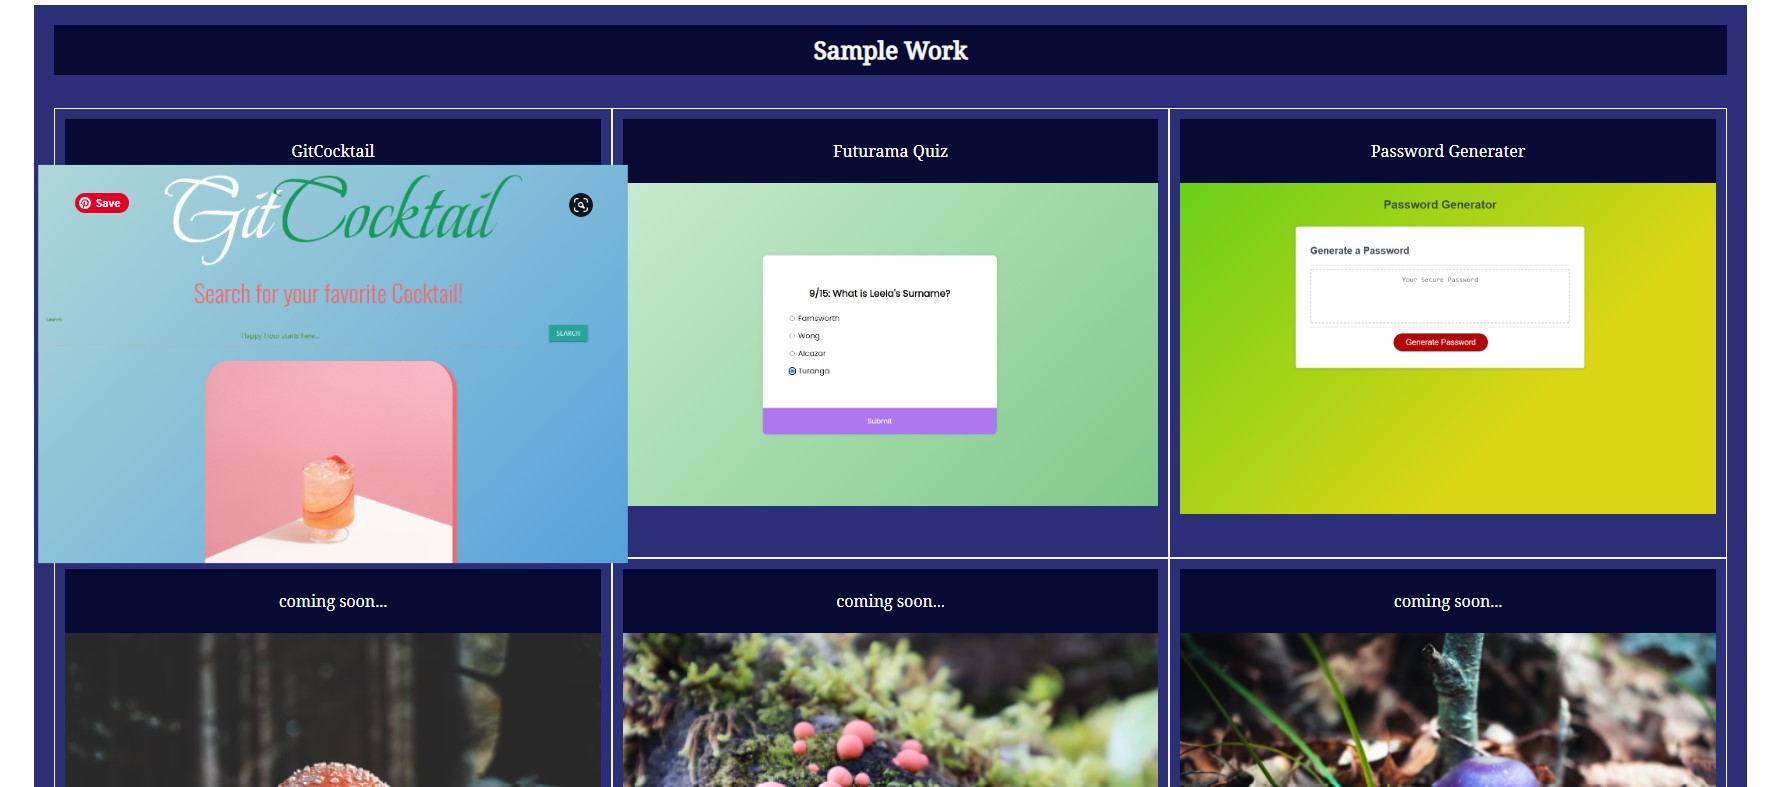 Sample Work
GitCocktail
Futurama Quiz
Password Generater
Save
GitCocktail
Search for your favorite Cocktail!
Search
Happy Hour starts here...
SEARCH
9/15: What is Leela's Surname?
Farnsworth
Wong
Alcazar
Turanga
Submit
Password Generator
Generate a Password
Your Secure Password
Generate Password
coming soon...
coming soon...
coming soon...